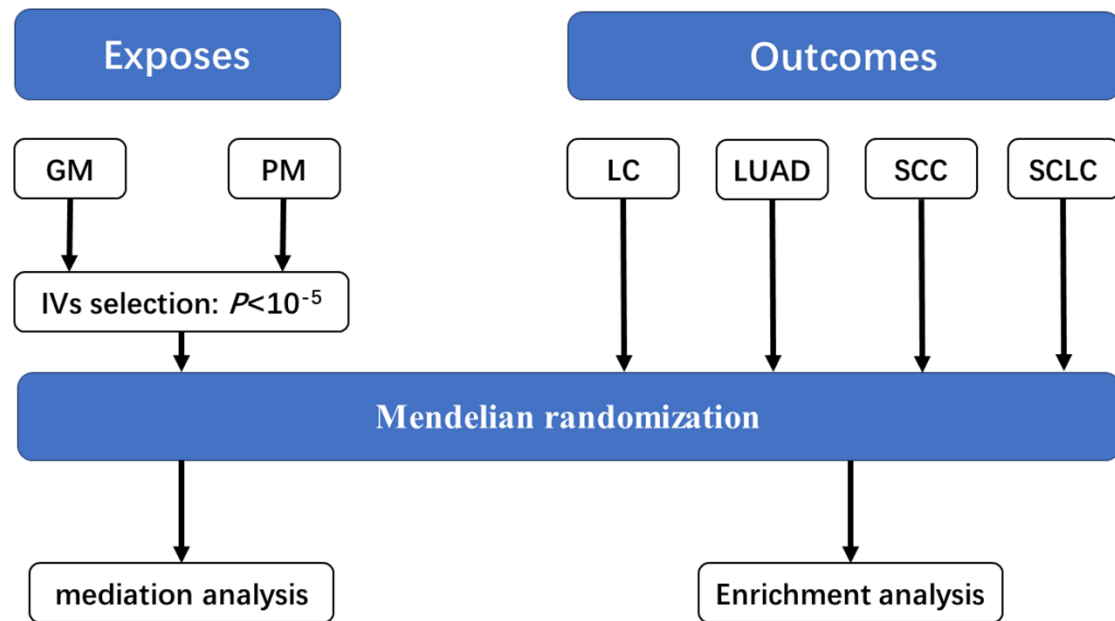 Exposes
Outcomes
GM
PM
LC
LUAD
SCC
SCLC
IVs selection: P<10⁻⁵
Mendelian randomization
mediation analysis
Enrichment analysis